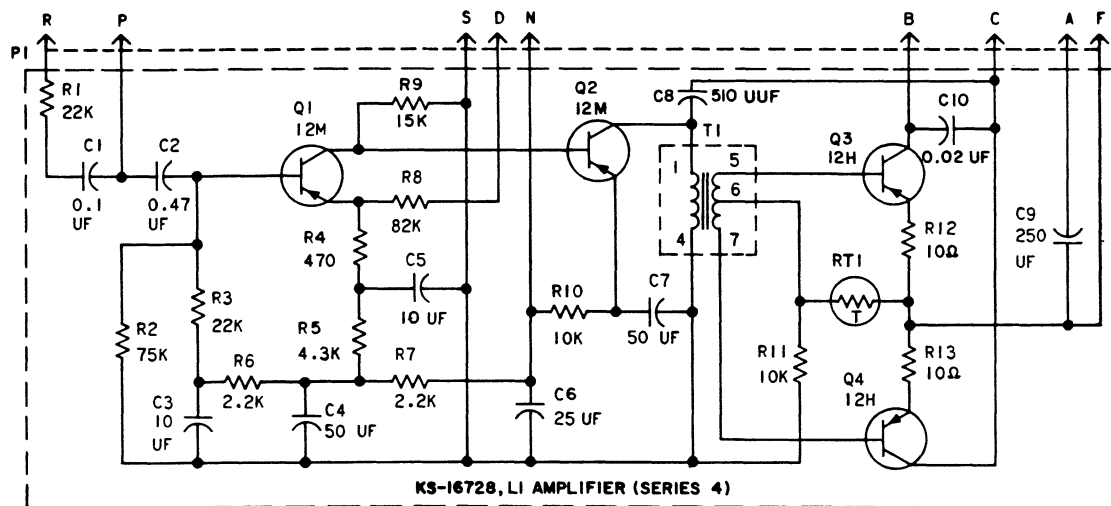 R P S D N B C A F
P1
R1
22K
C1
0.1
UF
C2
0.47
UF
Q1
12M
R9
15K
R8
82K
R4
470
C5
10 UF
R3
22K
R2
75K
R5
4.3K
R6
2.2K
R7
2.2K
C3
10
UF
C4
50 UF
C6
25 UF
Q2
12M
C8 510 UUF
T1
1 5
6
4 7
R10
10K
C7
50 UF
R11
10K
RT1
T
Q3
12H
C10
0.02 UF
R12
10Ω
C9
250
UF
R13
10Ω
Q4
12H
KS-16728, L1 AMPLIFIER (SERIES 4)